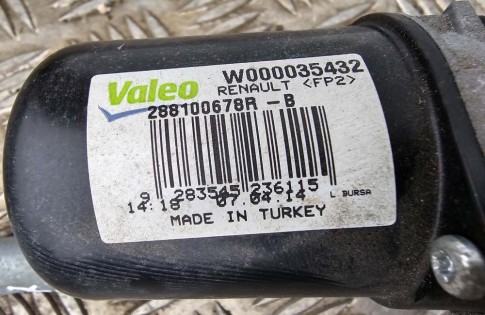 Valeo
W000035432
RENAULT <FP2>
288100678R -B
9 283545 236115
14:18 07.04.14 L BURSA
MADE IN TURKEY